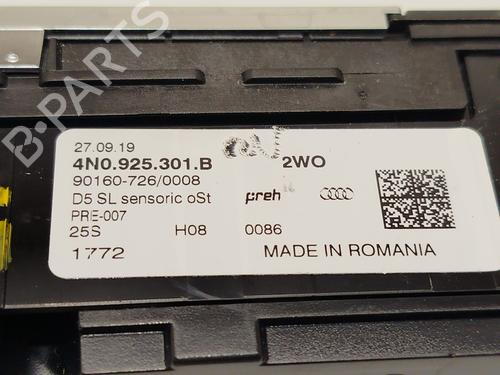 B-PARTS
27.09.19
4N0.925.301.B 2WO
90160-726/0008
D5 SL sensoric oSt preh
PRE-007
25S H08 0086
1772 MADE IN ROMANIA